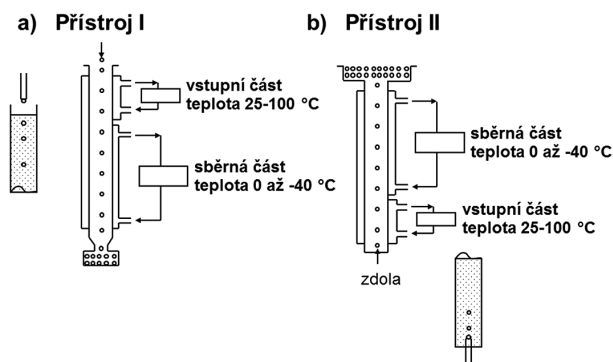 a) Přístroj I
vstupní část
teplota 25-100 °C
sběrná část
teplota 0 až -40 °C
b) Přístroj II
sběrná část
teplota 0 až -40 °C
vstupní část
teplota 25-100 °C
zdola